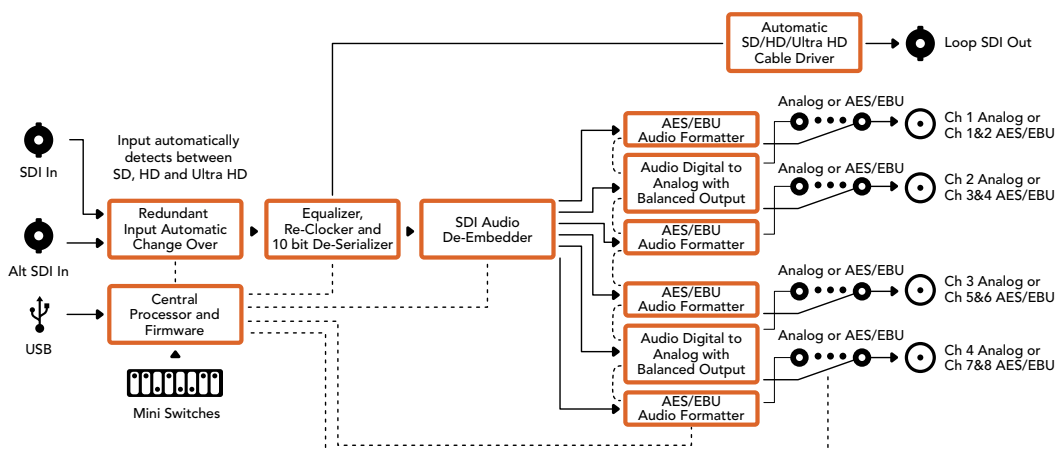 Automatic
SD/HD/Ultra HD
Cable Driver
Loop SDI Out
SDI In
Input automatically
detects between
SD, HD and Ultra HD
Alt SDI In
Redundant
Input Automatic
Change Over
Equalizer,
Re-Clocker and
10 bit De-Serializer
SDI Audio
De-Embedder
USB
Central
Processor and
Firmware
Mini Switches
AES/EBU
Audio Formatter
Audio Digital to
Analog with
Balanced Output
AES/EBU
Audio Formatter
AES/EBU
Audio Formatter
Audio Digital to
Analog with
Balanced Output
AES/EBU
Audio Formatter
Analog or AES/EBU
Ch 1 Analog or
Ch 1&2 AES/EBU
Analog or AES/EBU
Ch 2 Analog or
Ch 3&4 AES/EBU
Analog or AES/EBU
Ch 3 Analog or
Ch 5&6 AES/EBU
Analog or AES/EBU
Ch 4 Analog or
Ch 7&8 AES/EBU